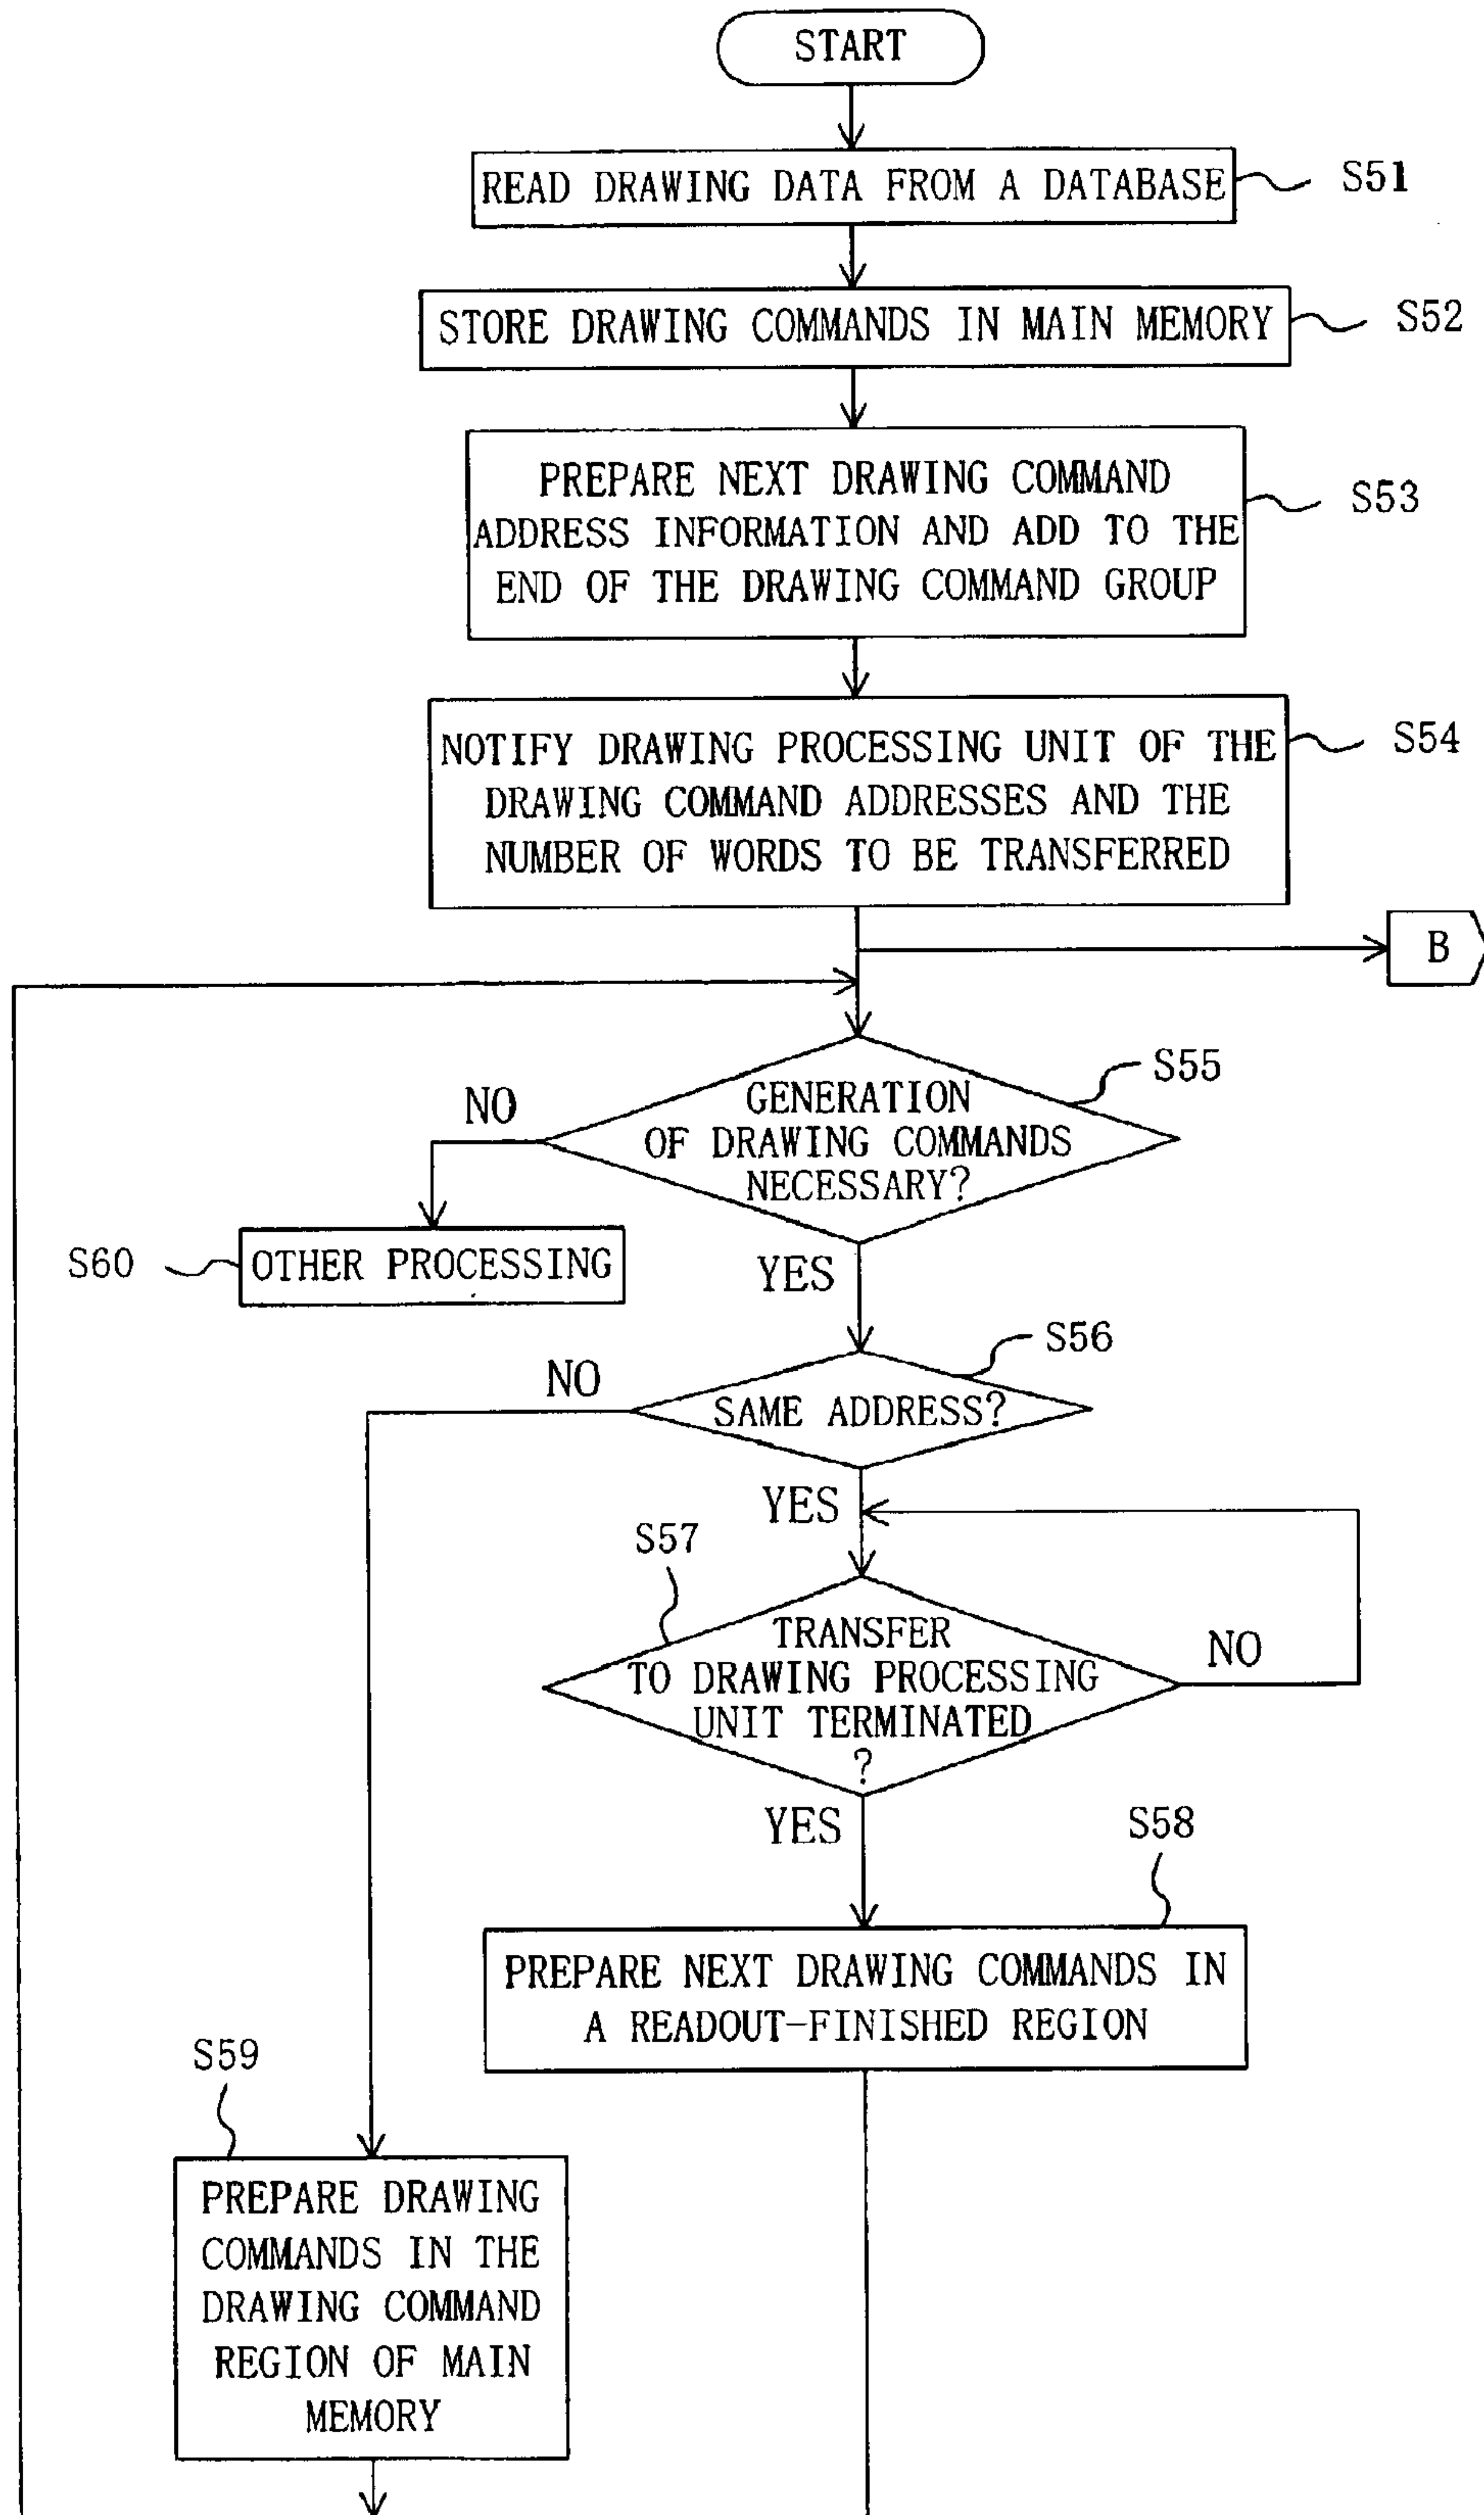 START
READ DRAWING DATA FROM A DATABASE
S51
STORE DRAWING COMMANDS IN MAIN MEMORY
S52
PREPARE NEXT DRAWING COMMAND
ADDRESS INFORMATION AND ADD TO THE
END OF THE DRAWING COMMAND GROUP
S53
NOTIFY DRAWING PROCESSING UNIT OF THE
DRAWING COMMAND ADDRESSES AND THE
NUMBER OF WORDS TO BE TRANSFERRED
S54
B
S55
GENERATION
OF DRAWING COMMANDS
NECESSARY?
NO
YES
S60
OTHER PROCESSING
S56
SAME ADDRESS?
NO
YES
S57
TRANSFER
TO DRAWING PROCESSING
UNIT TERMINATED
?
NO
YES
S58
PREPARE NEXT DRAWING COMMANDS IN
A READOUT-FINISHED REGION
S59
PREPARE DRAWING
COMMANDS IN THE
DRAWING COMMAND
REGION OF MAIN
MEMORY